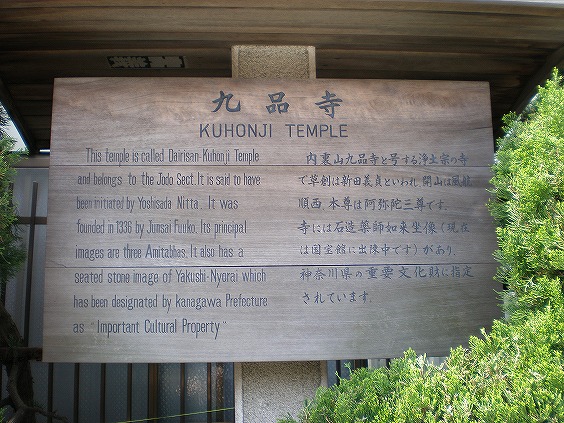 九品寺
KUHONJI TEMPLE
This temple is called Dairisan Kuhonji Temple
and belongs to the Jodo Sect. It is said to have
been initiated by Yoshisada Nitta. It was
founded in 1336 by Junsai Fuuko. Its principal
images are three Amitabhas. It also has a
seated stone image of Yakushi-Nyorai which
has been designated by kanagawa Prefecture
as "Important Cultural Property"
内裏山九品寺と号する浄土宗の寺
で草創は新田義貞といわれ 開山は風航
順西 本尊は阿弥陀三尊です。
寺には石造薬師如来坐像（現在
は国宝館に出陳中です）があり、
神奈川県の重要文化財に指定
されています。